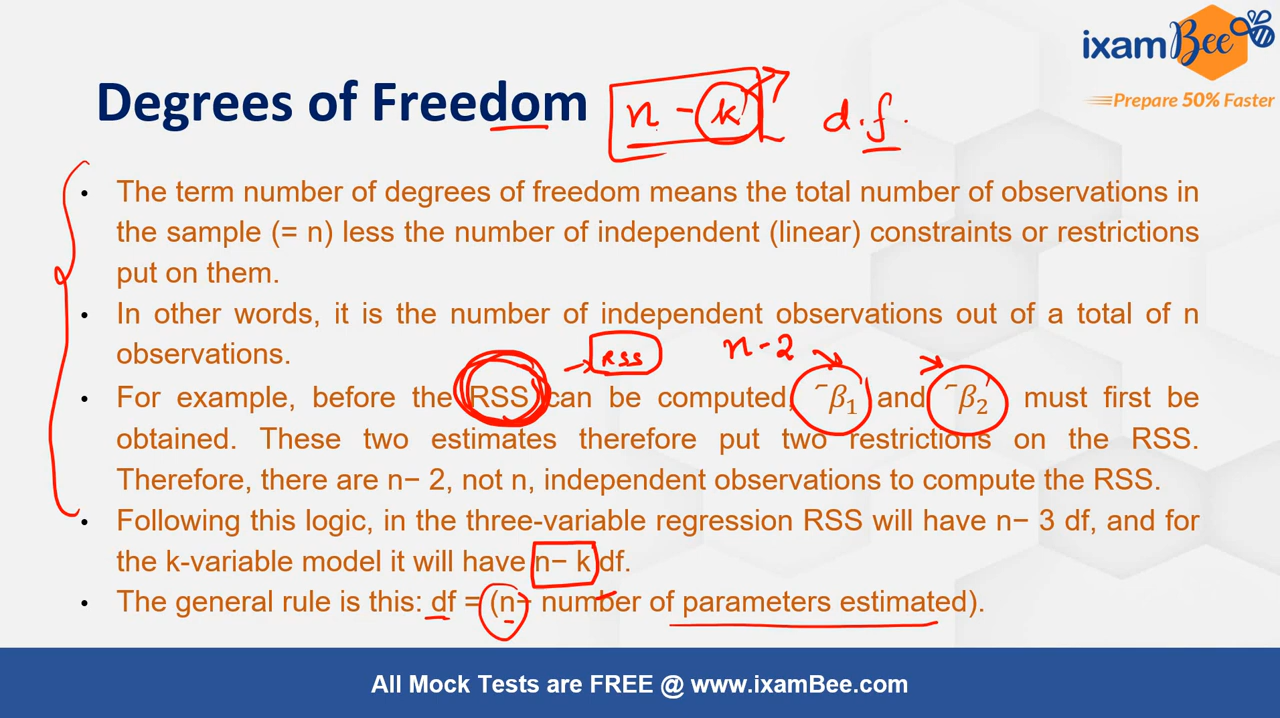 ixamBee
Prepare 50% Faster
Degrees of Freedom n - k d.f.
• The term number of degrees of freedom means the total number of observations in
the sample (= n) less the number of independent (linear) constraints or restrictions
put on them.
• In other words, it is the number of independent observations out of a total of n
observations.
RSS n-2
• For example, before the RSS can be computed, ˉβ1 and ˉβ2 must first be
obtained. These two estimates therefore put two restrictions on the RSS.
Therefore, there are n− 2, not n, independent observations to compute the RSS.
• Following this logic, in the three-variable regression RSS will have n− 3 df, and for
the k-variable model it will have n− k df.
• The general rule is this: df = (n− number of parameters estimated).
All Mock Tests are FREE @ www.ixamBee.com